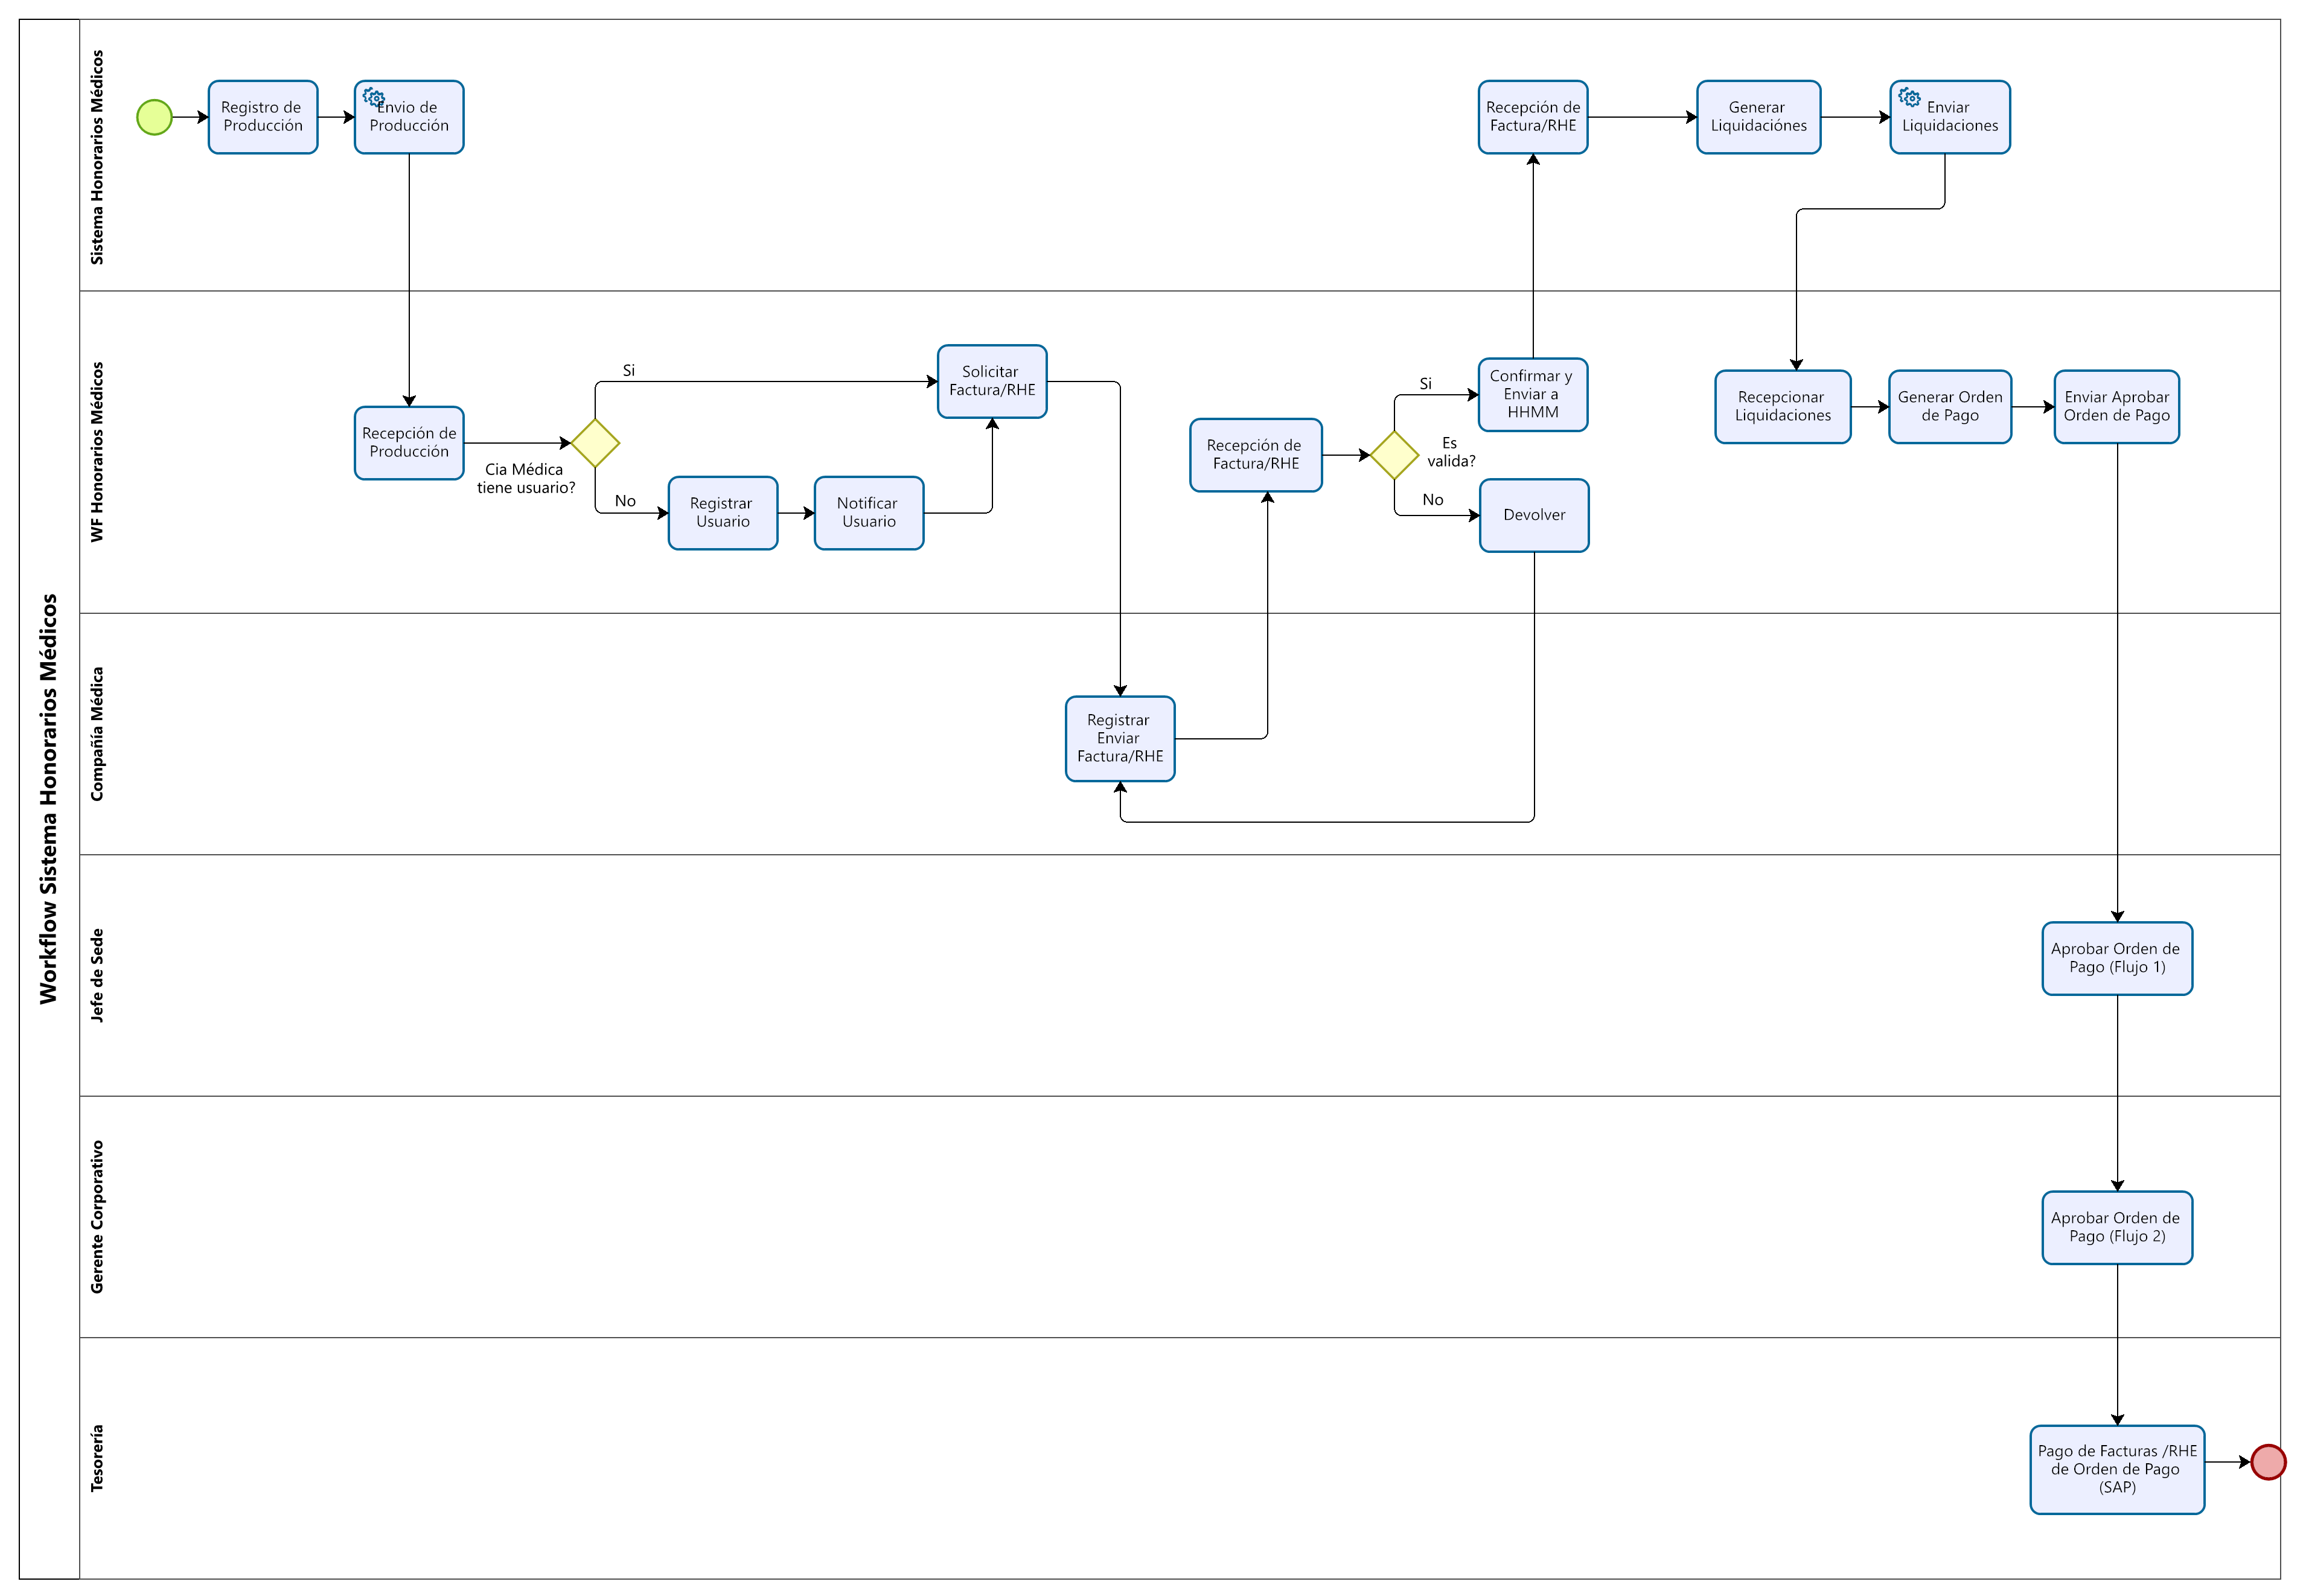 Workflow Sistema Honorarios Médicos
Sistema Honorarios Médicos
Registro de
Producción
Envio de
Producción
Recepción de
Factura/RHE
Generar
Liquidaciónes
Enviar
Liquidaciones
WF Honorarios Médicos
Recepción de
Producción
Cia Médica
tiene usuario?
Si
No
Registrar
Usuario
Notificar
Usuario
Solicitar
Factura/RHE
Recepción de
Factura/RHE
Es
valida?
Si
No
Confirmar y
Enviar a
HHMM
Devolver
Recepcionar
Liquidaciones
Generar Orden
de Pago
Enviar Aprobar
Orden de Pago
Compañía Médica
Registrar
Enviar
Factura/RHE
Jefe de Sede
Aprobar Orden de
Pago (Flujo 1)
Gerente Corporativo
Aprobar Orden de
Pago (Flujo 2)
Tesorería
Pago de Facturas /RHE
de Orden de Pago
(SAP)